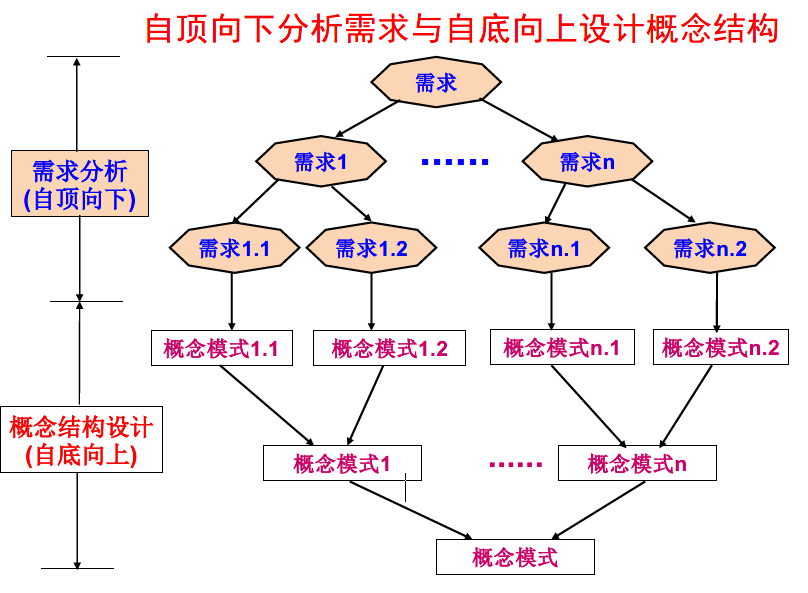 自顶向下分析需求与自底向上设计概念结构
需求
需求分析
(自顶向下)
需求1
······
需求n
需求1.1
需求1.2
需求n.1
需求n.2
概念模式1.1
概念模式1.2
概念模式n.1
概念模式n.2
概念结构设计
(自底向上)
概念模式1
······
概念模式n
概念模式